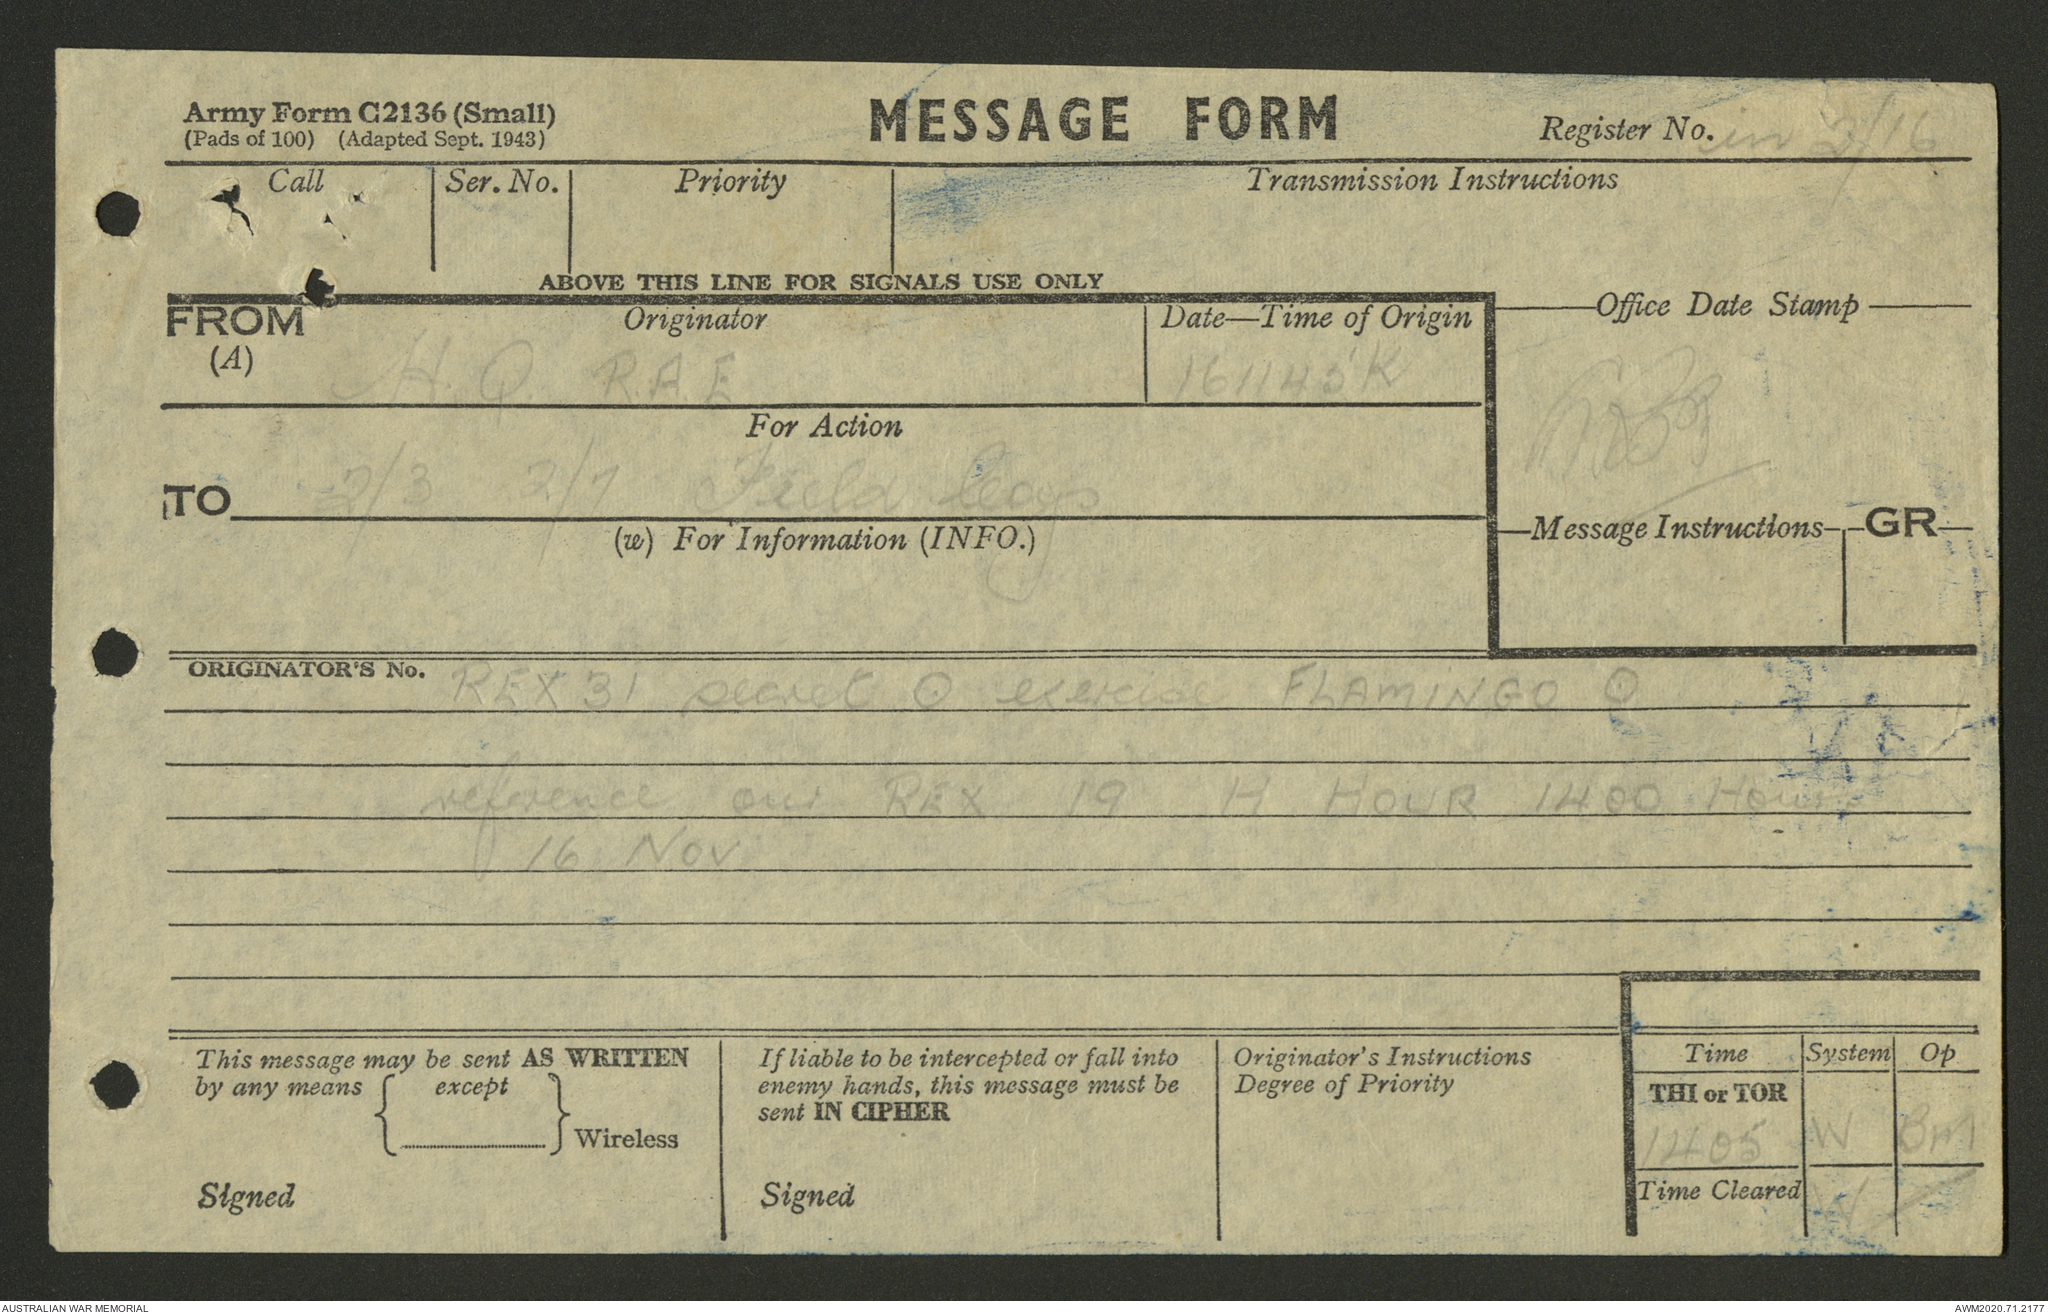 Army Form C2136 (Small)
(Pads of 100) (Adapted Sept. 1943)
MESSAGE FORM
Register No. in 2/16
Call
Ser. No.
Priority
Transmission Instructions
ABOVE THIS LINE FOR SIGNALS USE ONLY
FROM
(A)
Originator
H.Q. R.A.E
Date—Time of Origin
161145K
Office Date Stamp
For Action
TO
2/3 2/7 Field Coys
(w) For Information (INFO.)
Message Instructions
GR
ORIGINATOR'S No. REX 31 secret O exercise FLAMINGO O
reference our REX 19 H HOUR 1400 Hours
16 Nov
This message may be sent AS WRITTEN
by any means { except } Wireless
Signed
If liable to be intercepted or fall into
enemy hands, this message must be
sent IN CIPHER
Signed
Originator's Instructions
Degree of Priority
Time System Op
THI or TOR
1405 W BM
Time Cleared
AUSTRALIAN WAR MEMORIAL
AWM2020.71.2177